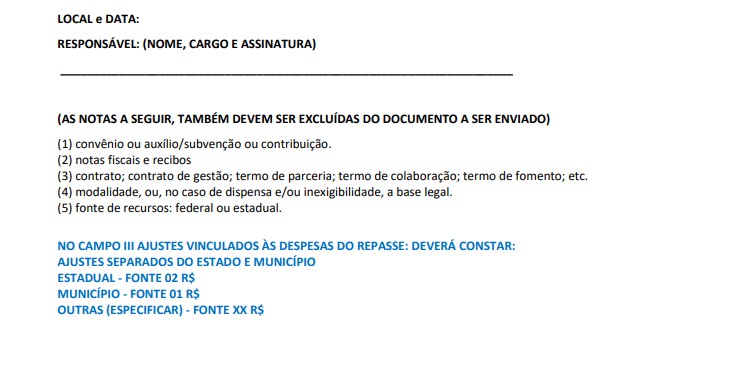 LOCAL e DATA:
RESPONSÁVEL: (NOME, CARGO E ASSINATURA)
(AS NOTAS A SEGUIR, TAMBÉM DEVEM SER EXCLUÍDAS DO DOCUMENTO A SER ENVIADO)
(1) convênio ou auxílio/subvenção ou contribuição.
(2) notas fiscais e recibos
(3) contrato; contrato de gestão; termo de parceria; termo de colaboração; termo de fomento; etc.
(4) modalidade, ou, no caso de dispensa e/ou inexigibilidade, a base legal.
(5) fonte de recursos: federal ou estadual.
NO CAMPO III AJUSTES VINCULADOS ÀS DESPESAS DO REPASSE: DEVERÁ CONSTAR:
AJUSTES SEPARADOS DO ESTADO E MUNICÍPIO
ESTADUAL - FONTE 02 R$
MUNICÍPIO - FONTE 01 R$
OUTRAS (ESPECIFICAR) - FONTE XX R$